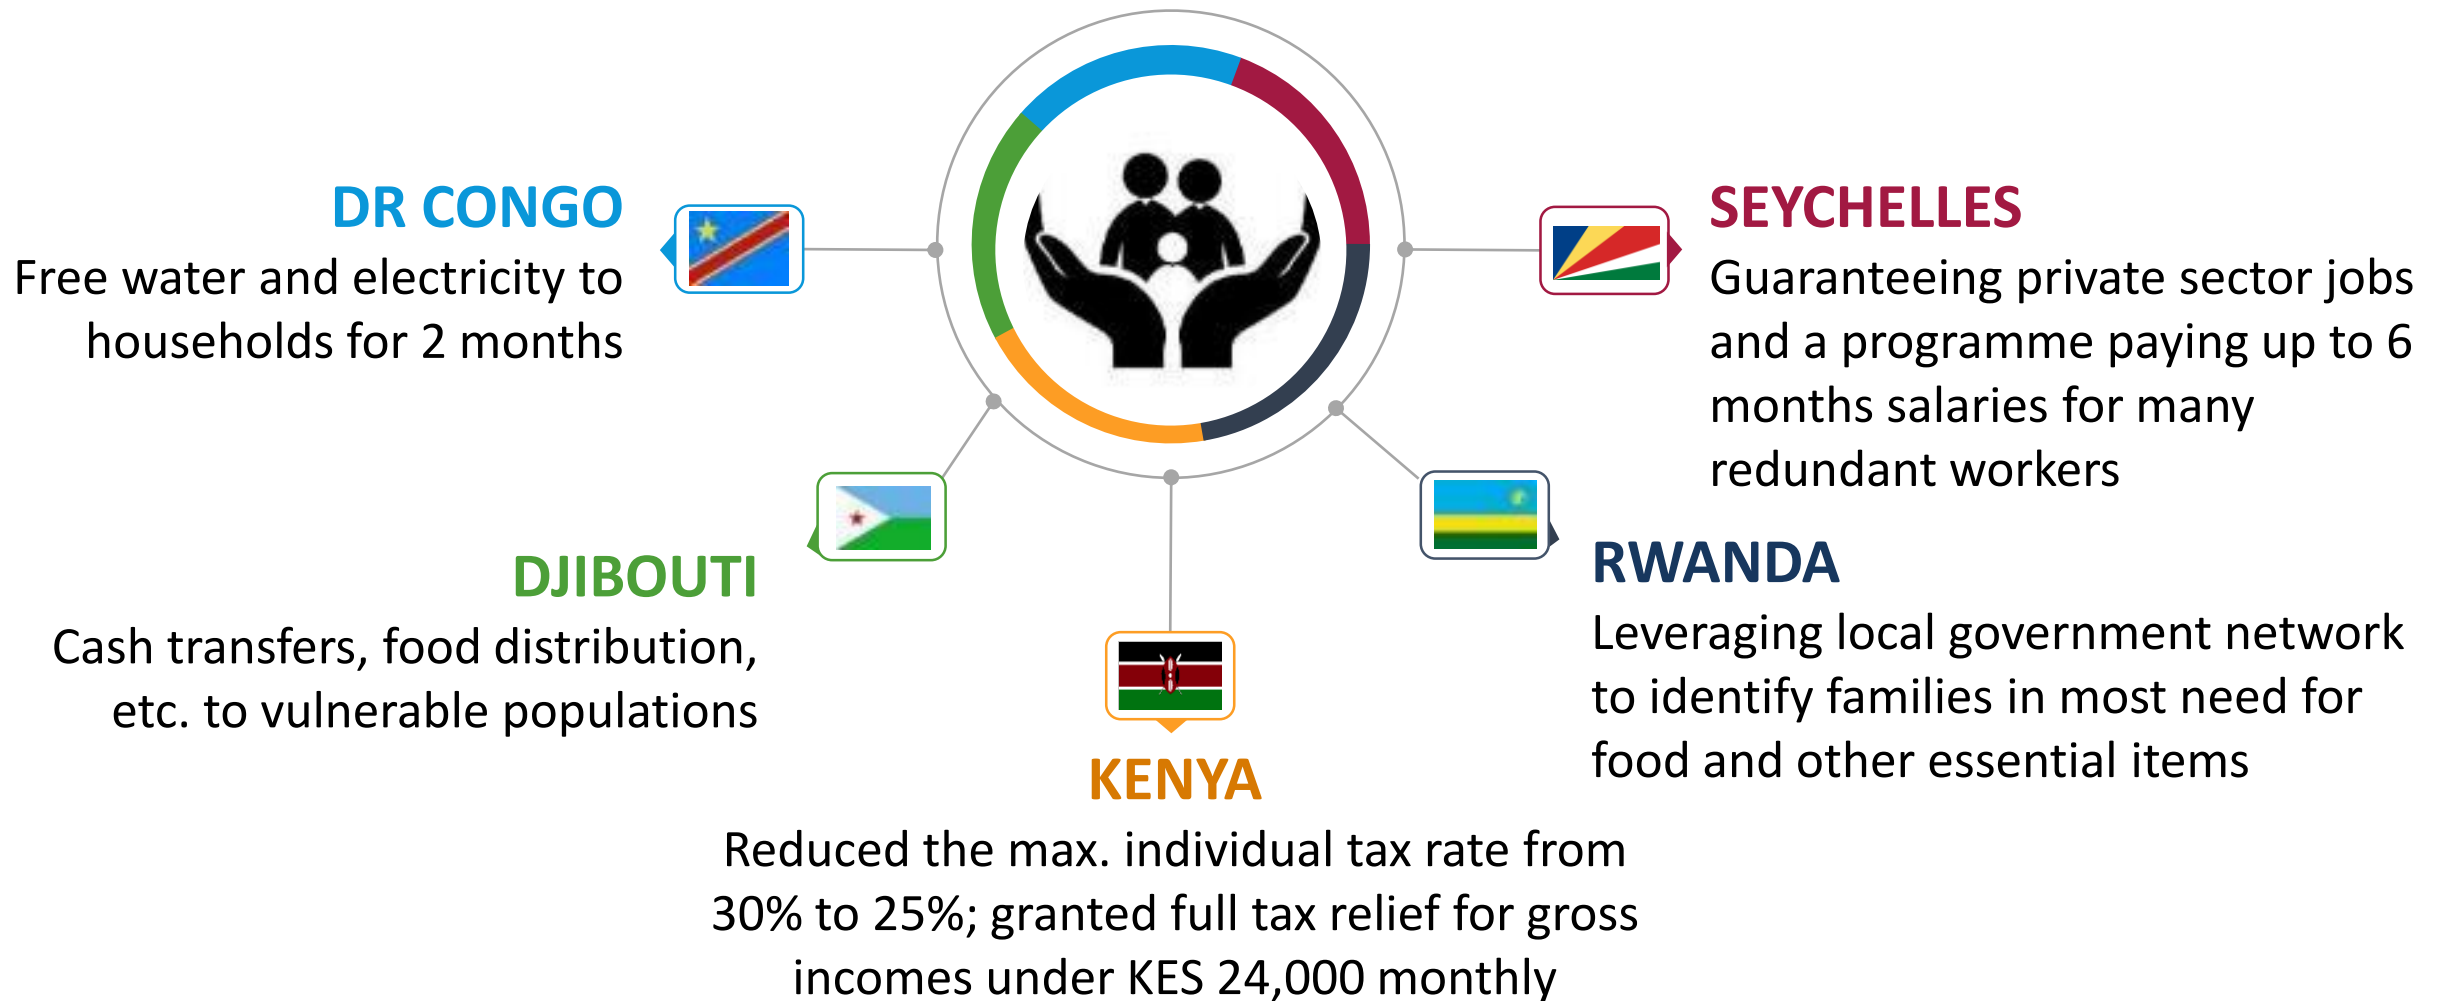 DR CONGO
Free water and electricity to
households for 2 months
DJIBOUTI
Cash transfers, food distribution,
etc. to vulnerable populations
KENYA
Reduced the max. individual tax rate from
30% to 25%; granted full tax relief for gross
incomes under KES 24,000 monthly
SEYCHELLES
Guaranteeing private sector jobs
and a programme paying up to 6
months salaries for many
redundant workers
RWANDA
Leveraging local government network
to identify families in most need for
food and other essential items